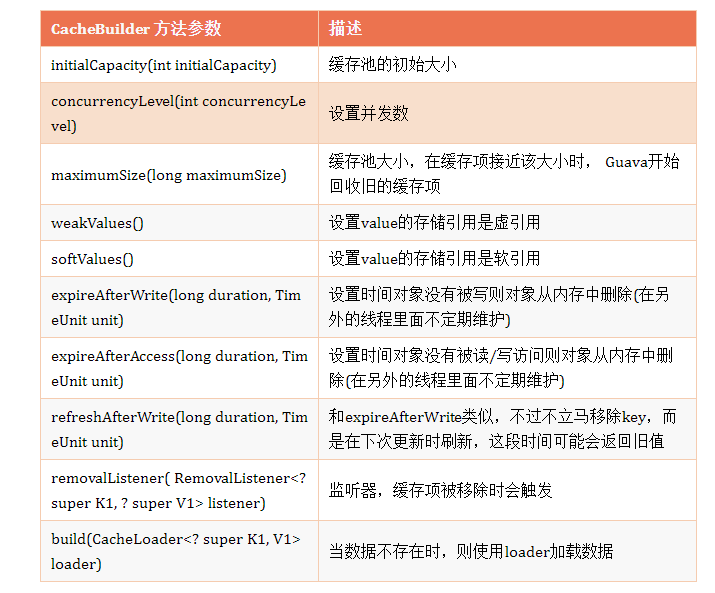 CacheBuilder 方法参数
描述
initialCapacity(int initialCapacity)
缓存池的初始大小
concurrencyLevel(int concurrencyLe
vel)
设置并发数
maximumSize(long maximumSize)
缓存池大小，在缓存项接近该大小时， Guava开始
回收旧的缓存项
weakValues()
设置value的存储引用是虚引用
softValues()
设置value的存储引用是软引用
expireAfterWrite(long duration, Tim
eUnit unit)
设置时间对象没有被写则对象从内存中删除(在另
外的线程里面不定期维护)
expireAfterAccess(long duration, Tim
eUnit unit)
设置时间对象没有被读/写访问则对象从内存中删
除(在另外的线程里面不定期维护)
refreshAfterWrite(long duration, Tim
eUnit unit)
和expireAfterWrite类似，不过不立马移除key，而
是在下次更新时刷新，这段时间可能会返回旧值
removalListener( RemovalListener<?
super K1, ? super V1> listener)
监听器，缓存项被移除时会触发
build(CacheLoader<? super K1, V1>
loader)
当数据不存在时，则使用loader加载数据